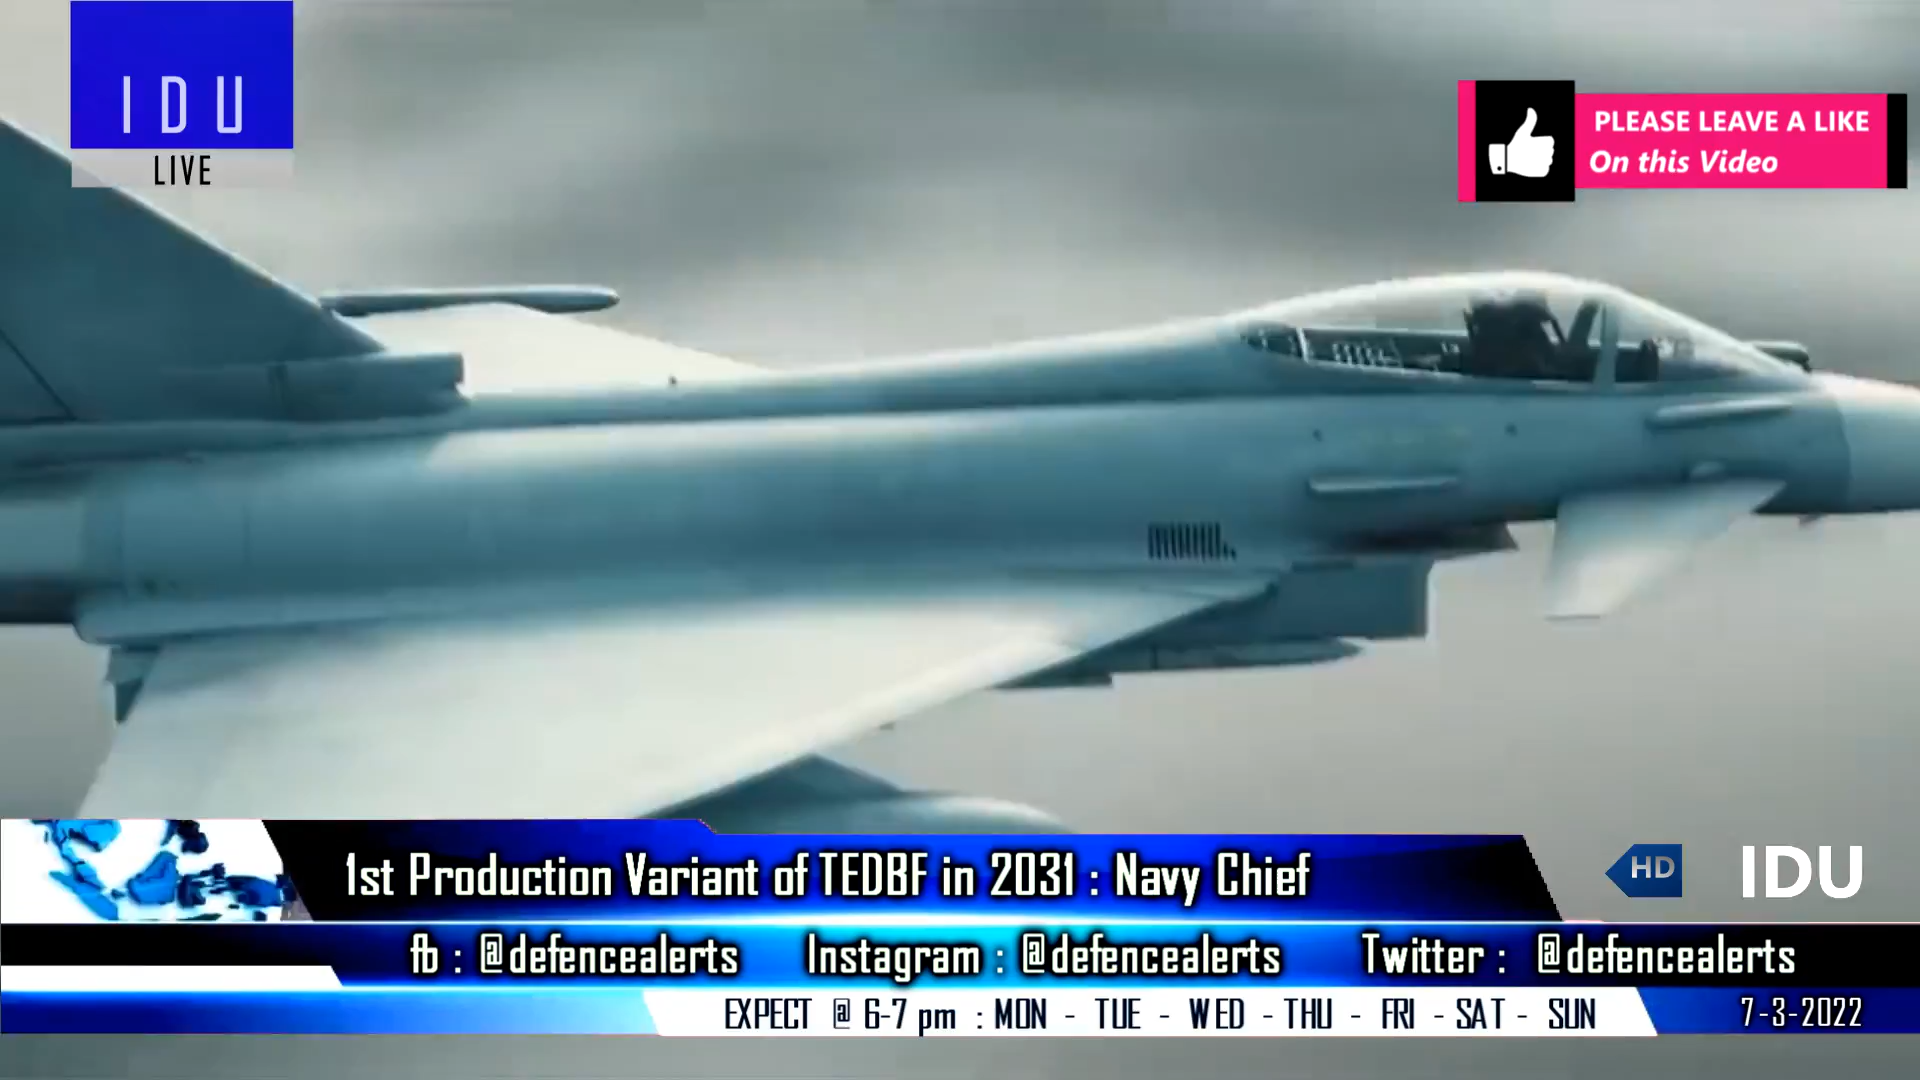 IDU
LIVE
PLEASE LEAVE A LIKE
On this Video
1st Production Variant of TEDBF in 2031 : Navy Chief
HD
IDU
fb : @defencealerts Instagram : @defencealerts Twitter : @defencealerts
EXPECT @ 6-7 pm : MON - TUE - WED - THU - FRI - SAT - SUN
7-3-2022